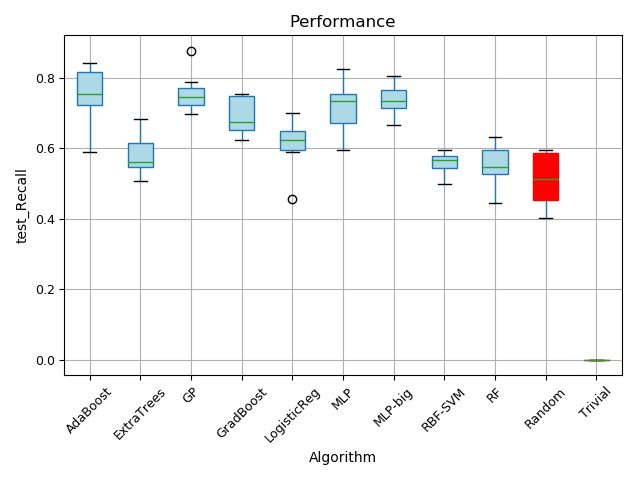 Performance
test_Recall
0.8
0.6
0.4
0.2
0.0
AdaBoost
ExtraTrees
GP
GradBoost
LogisticReg
MLP
MLP-big
RBF-SVM
RF
Random
Trivial
Algorithm